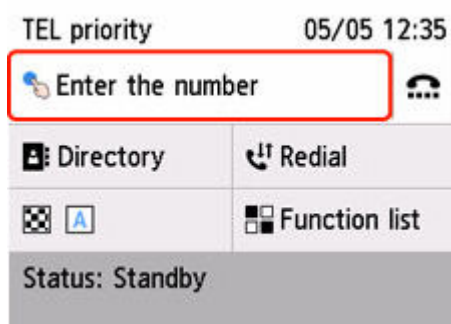 TEL priority 05/05 12:35
Enter the number
Directory Redial
A Function list
Status: Standby